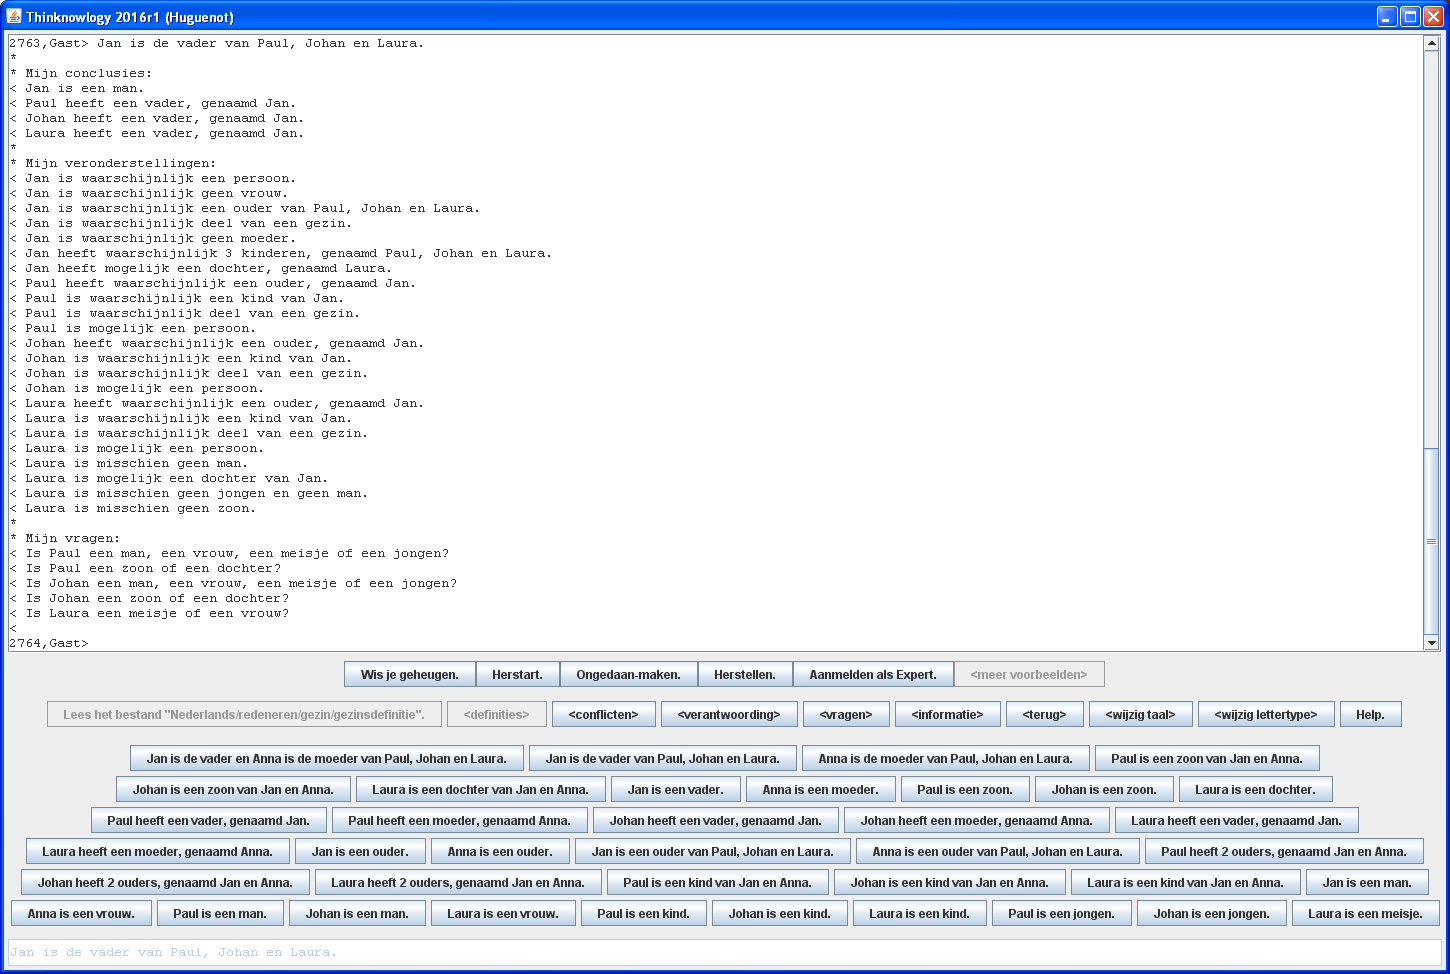 Thinknowlogy 2016r1 (Huguenot)
2763,Gast> Jan is de vader van Paul, Johan en Laura.
*
* Mijn conclusies:
< Jan is een man.
< Paul heeft een vader, genaamd Jan.
< Johan heeft een vader, genaamd Jan.
< Laura heeft een vader, genaamd Jan.
*
* Mijn veronderstellingen:
< Jan is waarschijnlijk een persoon.
< Jan is waarschijnlijk geen vrouw.
< Jan is waarschijnlijk een ouder van Paul, Johan en Laura.
< Jan is waarschijnlijk deel van een gezin.
< Jan is waarschijnlijk geen moeder.
< Jan heeft waarschijnlijk 3 kinderen, genaamd Paul, Johan en Laura.
< Jan heeft mogelijk een dochter, genaamd Laura.
< Paul heeft waarschijnlijk een ouder, genaamd Jan.
< Paul is waarschijnlijk een kind van Jan.
< Paul is waarschijnlijk deel van een gezin.
< Paul is mogelijk een persoon.
< Johan heeft waarschijnlijk een ouder, genaamd Jan.
< Johan is waarschijnlijk een kind van Jan.
< Johan is waarschijnlijk deel van een gezin.
< Johan is mogelijk een persoon.
< Laura heeft waarschijnlijk een ouder, genaamd Jan.
< Laura is waarschijnlijk een kind van Jan.
< Laura is waarschijnlijk deel van een gezin.
< Laura is mogelijk een persoon.
< Laura is misschien geen man.
< Laura is mogelijk een dochter van Jan.
< Laura is misschien geen jongen en geen man.
< Laura is misschien geen zoon.
*
* Mijn vragen:
< Is Paul een man, een vrouw, een meisje of een jongen?
< Is Paul een zoon of een dochter?
< Is Johan een man, een vrouw, een meisje of een jongen?
< Is Johan een zoon of een dochter?
< Is Laura een meisje of een vrouw?
<
2764,Gast>
Wis je geheugen. Herstart. Ongedaan-maken. Herstellen. Aanmelden als Expert. <meer voorbeelden>
Lees het bestand "Nederlands/redeneren/gezin/gezinsdefinitie". <definities> <conflicten> <verantwoording> <vragen> <informatie> <terug> <wijzig taal> <wijzig lettertype> Help.
Jan is de vader en Anna is de moeder van Paul, Johan en Laura. Jan is de vader van Paul, Johan en Laura. Anna is de moeder van Paul, Johan en Laura. Paul is een zoon van Jan en Anna.
Johan is een zoon van Jan en Anna. Laura is een dochter van Jan en Anna. Jan is een vader. Anna is een moeder. Paul is een zoon. Johan is een zoon. Laura is een dochter.
Paul heeft een vader, genaamd Jan. Paul heeft een moeder, genaamd Anna. Johan heeft een vader, genaamd Jan. Johan heeft een moeder, genaamd Anna. Laura heeft een vader, genaamd Jan.
Laura heeft een moeder, genaamd Anna. Jan is een ouder. Anna is een ouder. Jan is een ouder van Paul, Johan en Laura. Anna is een ouder van Paul, Johan en Laura. Paul heeft 2 ouders, genaamd Jan en Anna.
Johan heeft 2 ouders, genaamd Jan en Anna. Laura heeft 2 ouders, genaamd Jan en Anna. Paul is een kind van Jan en Anna. Johan is een kind van Jan en Anna. Laura is een kind van Jan en Anna. Jan is een man.
Anna is een vrouw. Paul is een man. Johan is een man. Laura is een vrouw. Paul is een kind. Johan is een kind. Laura is een kind. Paul is een jongen. Johan is een jongen. Laura is een meisje.
Jan is de vader van Paul, Johan en Laura.